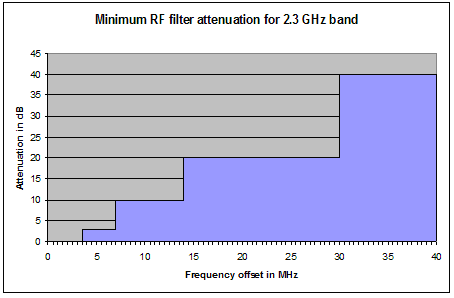 Minimum RF filter attenuation for 2.3 GHz band
Attenuation in dB
45
40
35
30
25
20
15
10
5
0
0 5 10 15 20 25 30 35 40
Frequency offset in MHz